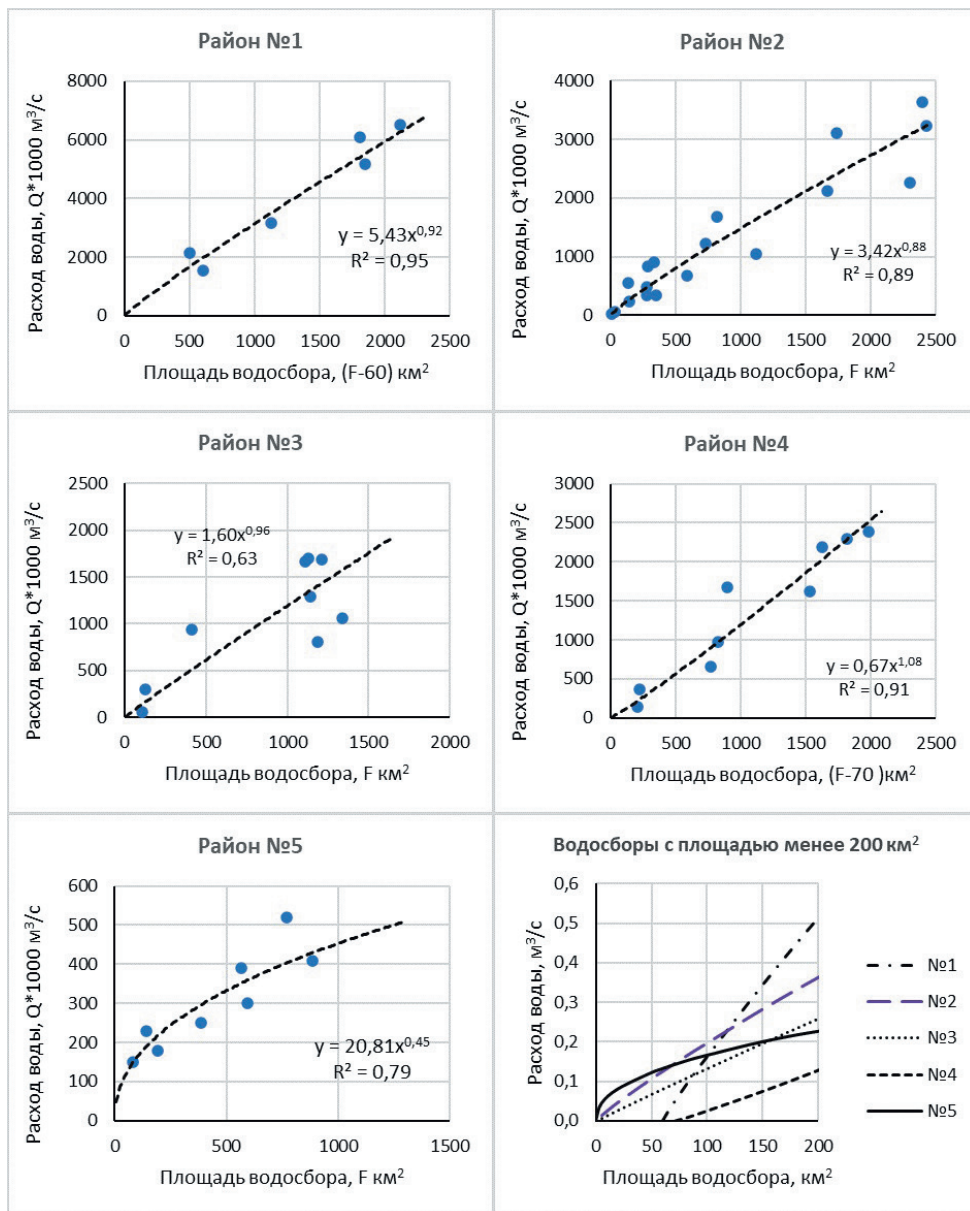 Район №1
Расход воды, Q*1000 м³/с
8000
6000
4000
2000
0
y = 5,43x^0,92
R² = 0,95
0 500 1000 1500 2000 2500
Площадь водосбора, (F-60) км²
Район №2
Расход воды, Q*1000 м³/с
4000
3000
2000
1000
0
y = 3,42x^0,88
R² = 0,89
0 500 1000 1500 2000 2500
Площадь водосбора, F км²
Район №3
Расход воды, Q*1000 м³/с
2500
2000
1500
1000
500
0
y = 1,60x^0,96
R² = 0,63
0 500 1000 1500 2000
Площадь водосбора, F км²
Район №4
Расход воды, Q*1000 м³/с
3000
2500
2000
1500
1000
500
0
y = 0,67x^1,08
R² = 0,91
0 500 1000 1500 2000 2500
Площадь водосбора, (F-70 )км²
Район №5
Расход воды, Q*1000 м³/с
600
500
400
300
200
100
0
y = 20,81x^0,45
R² = 0,79
0 500 1000 1500
Площадь водосбора, F км²
Водосборы с площадью менее 200 км²
Расход воды, м³/с
0,6
0,5
0,4
0,3
0,2
0,1
0,0
0 50 100 150 200
Площадь водосбора, км²
№1
№2
№3
№4
№5